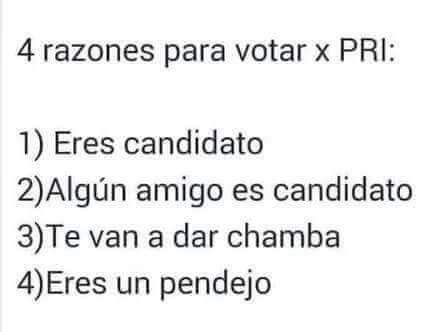 4 razones para votar x PRI:
1) Eres candidato
2)Algún amigo es candidato
3)Te van a dar chamba
4)Eres un pendejo